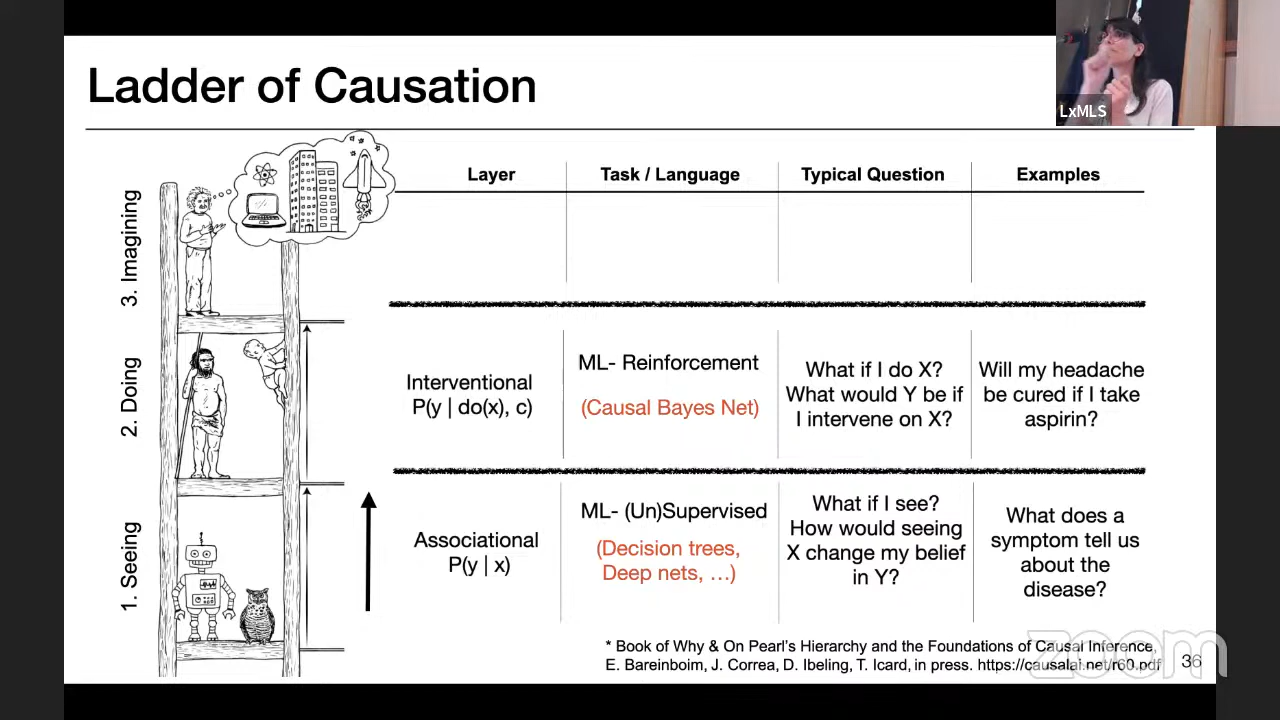 Ladder of Causation
LxMLS
Layer
Task / Language
Typical Question
Examples
3. Imagining
2. Doing
Interventional
P(y | do(x), c)
ML- Reinforcement
(Causal Bayes Net)
What if I do X?
What would Y be if
I intervene on X?
Will my headache
be cured if I take
aspirin?
1. Seeing
Associational
P(y | x)
ML- (Un)Supervised
(Decision trees,
Deep nets, …)
What if I see?
How would seeing
X change my belief
in Y?
What does a
symptom tell us
about the
disease?
* Book of Why & On Pearl's Hierarchy and the Foundations of Causal Inference,
E. Bareinboim, J. Correa, D. Ibeling, T. Icard, in press. https://causalai.net/r60.pdf
36
zoom